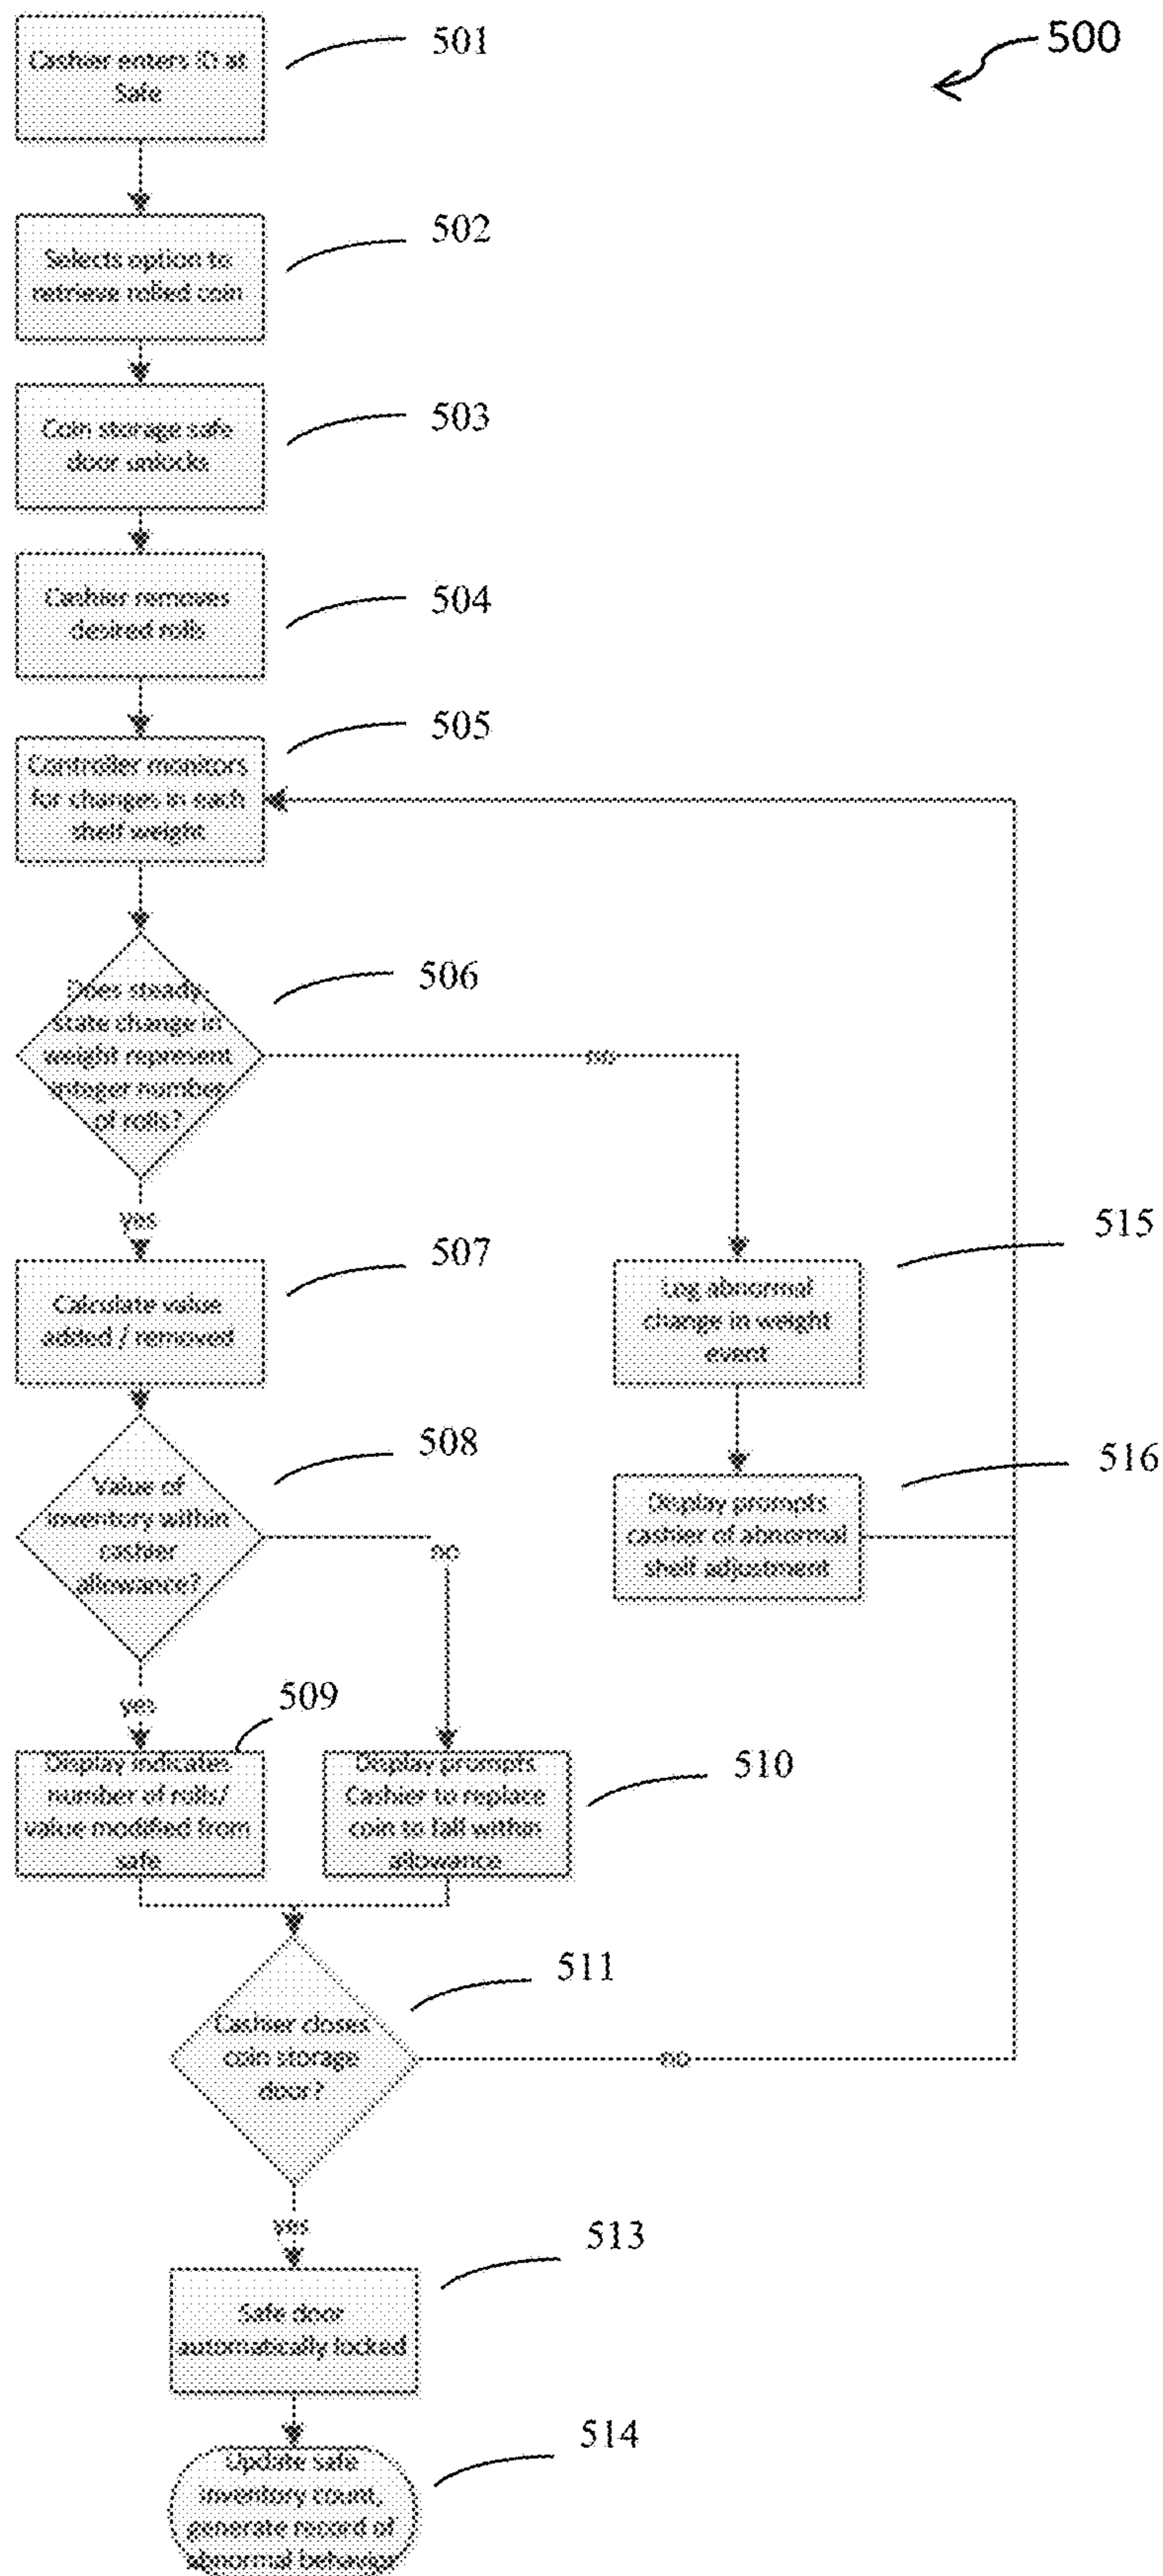 500
Cashier enters ID at
Safe
501
Selects option to
retrieve rolled coin
502
Coin storage safe
door unlocks
503
Cashier removes
desired rolls
504
Controller monitors
for changes in each
shelf weight
505
Does steady-
state change in
weight represent
integer number
of rolls?
506
no
yes
Calculate value
added / removed
507
Log abnormal
change in weight
event
515
Value of
inventory within
cashier
allowance?
508
no
yes
Display prompts
cashier of abnormal
shelf adjustment
516
Display indicates
number of rolls/
value modified from
safe
509
Display prompts
Cashier to replace
coin to fall within
allowance
510
Cashier closes
coin storage
door?
511
no
yes
Safe door
automatically locked
513
Update safe
inventory count,
generate record of
abnormal behavior
514